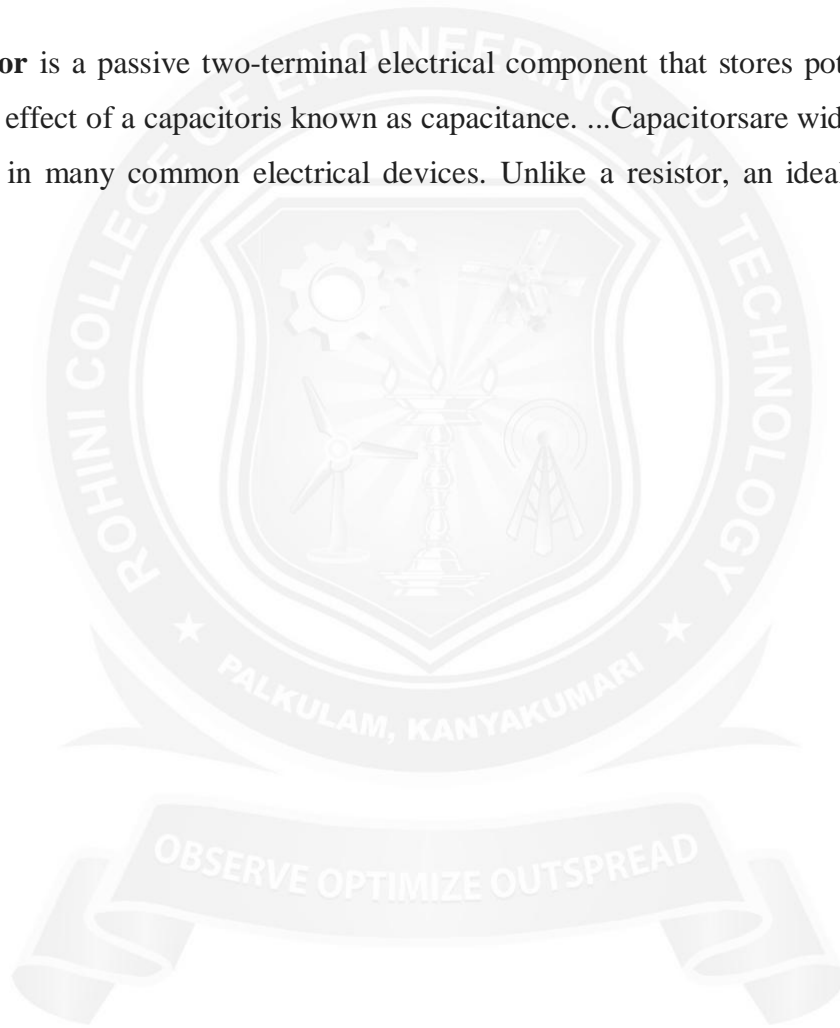 or is a passive two-terminal electrical component that stores pot
effect of a capacitoris known as capacitance. ...Capacitorsare wid
in many common electrical devices. Unlike a resistor, an idea
ROHINI COLLEGE OF ENGINEERING AND TECHNOLOGY
PALKULAM, KANYAKUMARI
OBSERVE OPTIMIZE OUTSPREAD